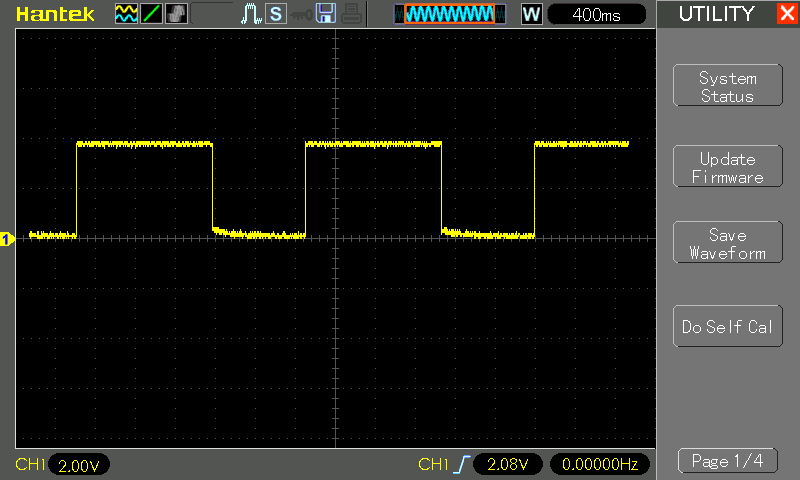 Hantek
S
W
400ms
UTILITY
System
Status
Update
Firmware
Save
Waveform
Do Self Cal
Page 1/4
1
CH1 2.00V
CH1 2.08V 0.00000Hz